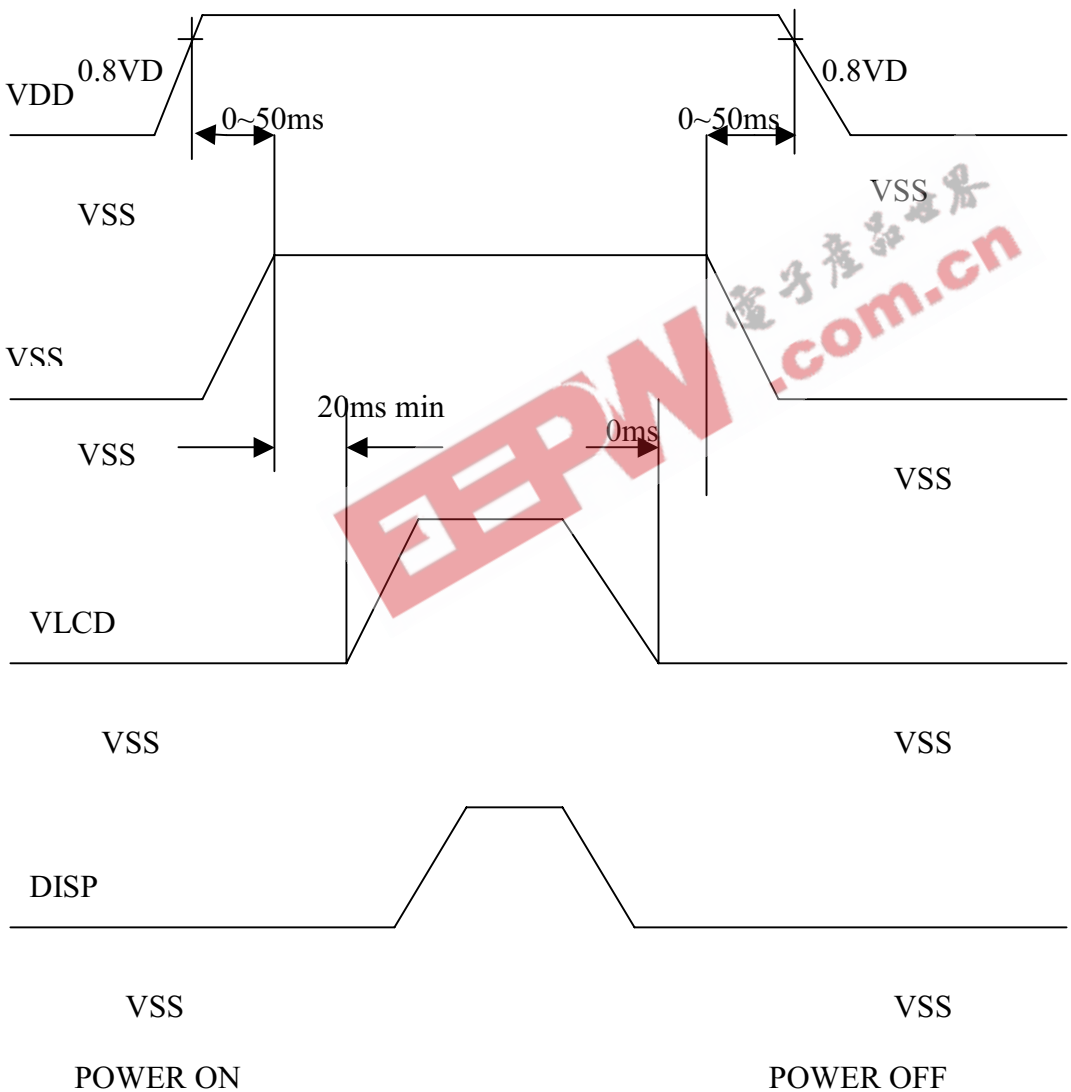 0.8VD
0.8VD
VDD
0~50ms
0~50ms
VSS
VSS
電子產品世界
.com.cn
VSS
20ms min
0ms
VSS
VSS
EEPW
VLCD
VSS
VSS
DISP
VSS
VSS
POWER ON
POWER OFF